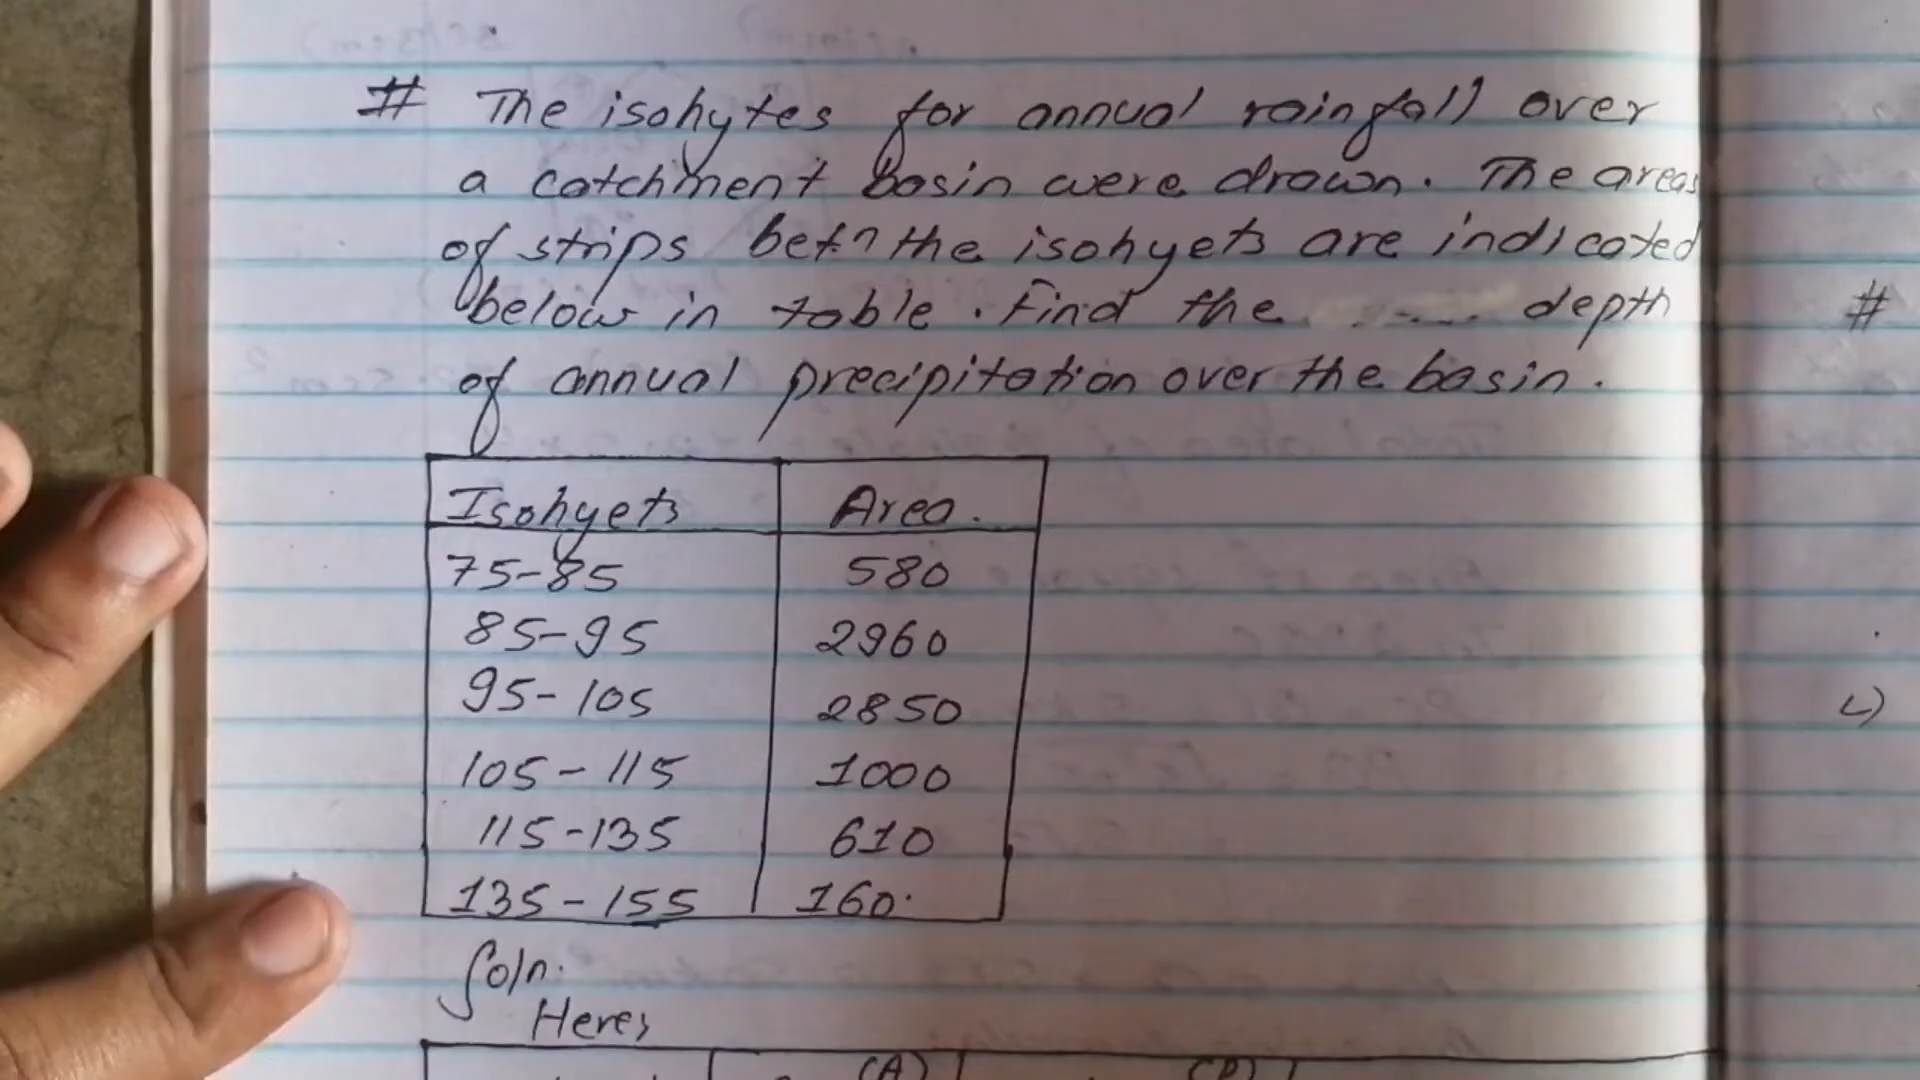 # The isohytes for annual rainfall over
a catchment basin were drawn. The areas
of strips betn the isohyets are indicated
below in table. Find the depth
of annual precipitation over the basin.
Isohyets Area.
75-85 580
85-95 2960
95-105 2850
105-115 1000
115-135 610
135-155 160.
Soln:
Here,
(A) (P)
#